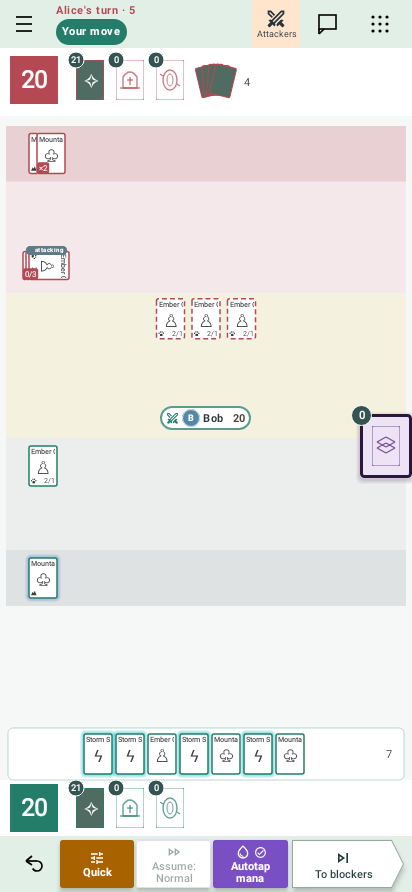 Alice's turn · 5
Your move
Attackers
20
21
0
0
4
M Mounta
×2
attacking
0/3
Ember (
Ember (
Ember (
Ember (
2/1
2/1
2/1
B Bob 20
0
Ember (
2/1
Mounta
Storm S
Storm S
Ember (
Storm S
Mounta
Storm S
Mounta
7
20
21
0
0
Quick
Assume:
Normal
Autotap
mana
To blockers